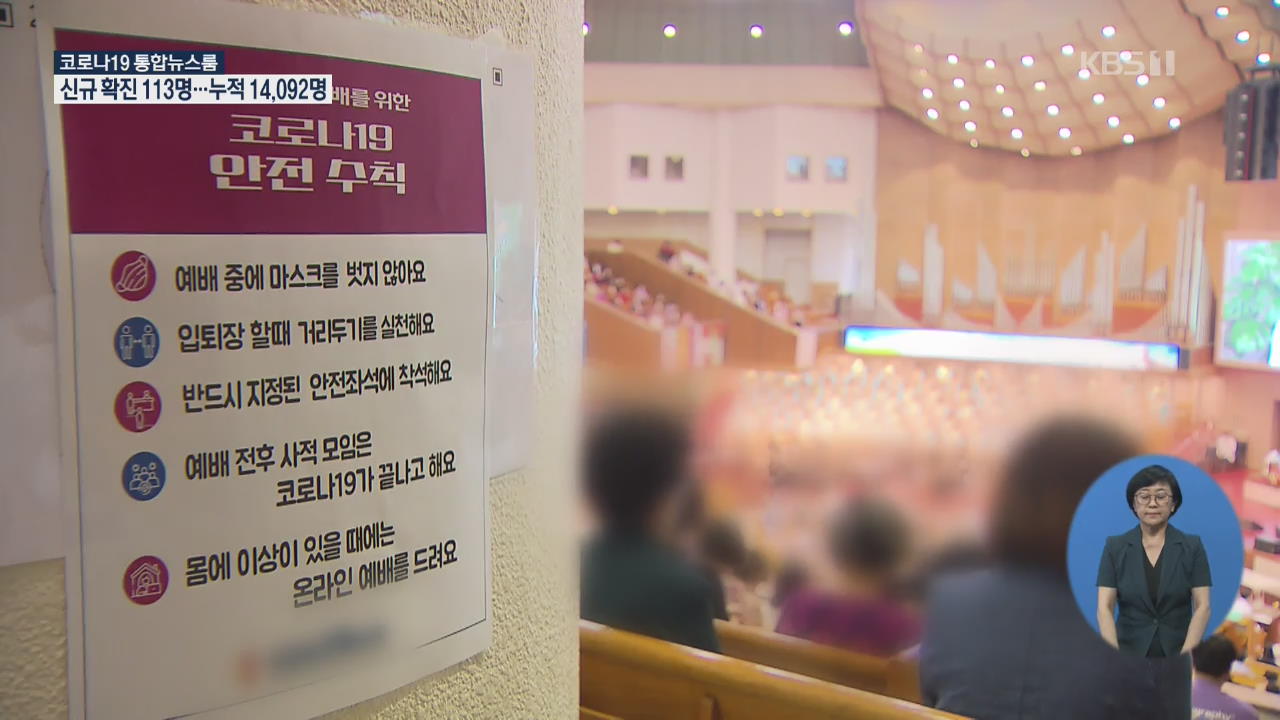 코로나19 통합뉴스룸
신규 확진 113명…누적 14,092명
KBS1
배를 위한
코로나19
안전 수칙
예배 중에 마스크를 벗지 않아요
입퇴장 할때 거리두기를 실천해요
반드시 지정된 안전좌석에 착석해요
예배 전후 사적 모임은
코로나19가 끝나고 해요
몸에 이상이 있을 때에는
온라인 예배를 드려요